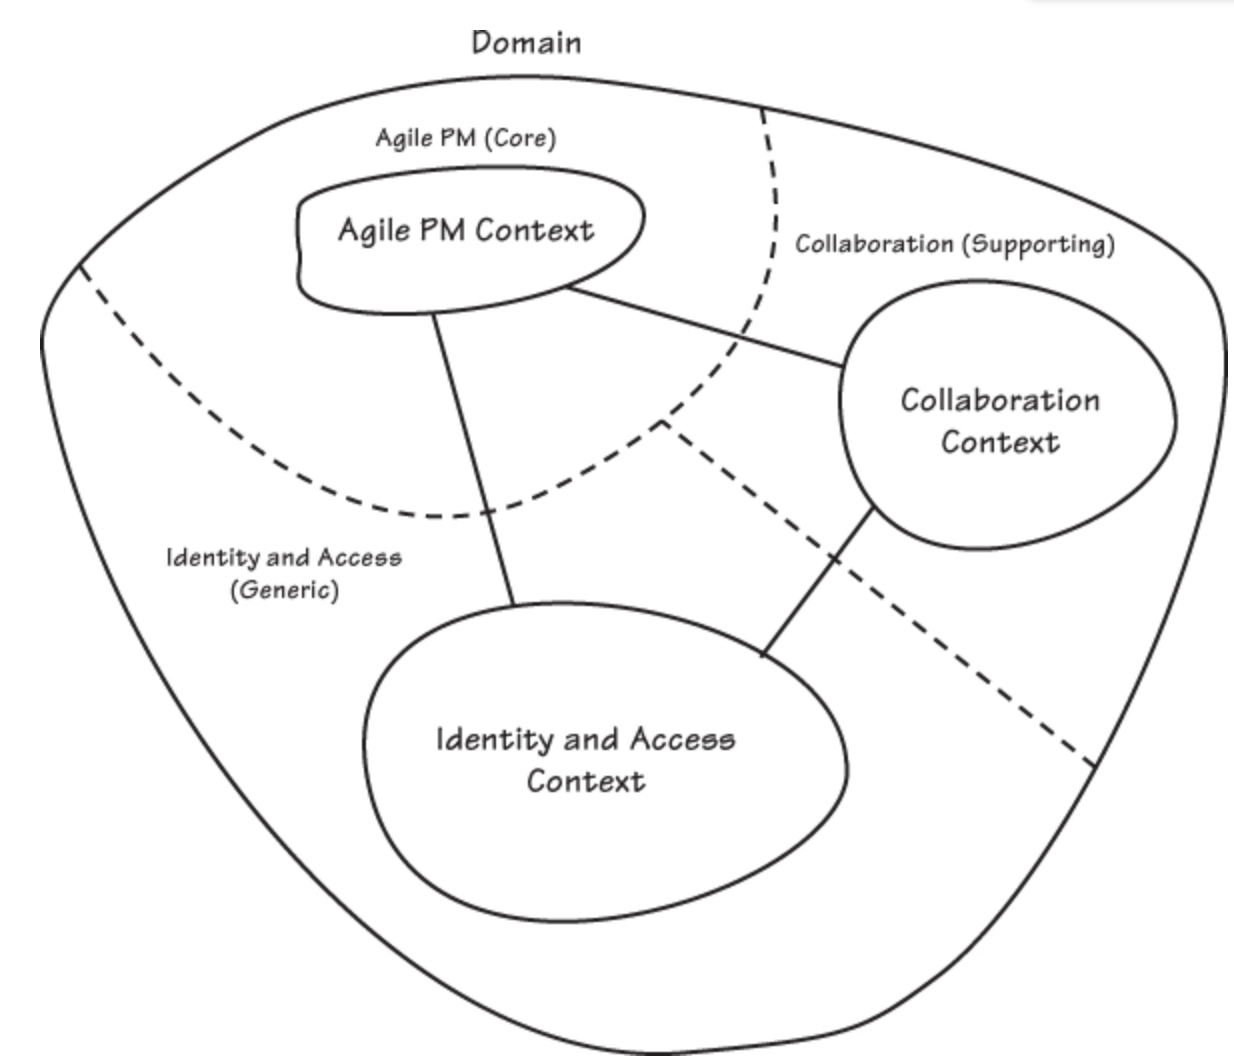 Domain
Agile PM (Core)
Agile PM Context
Collaboration (Supporting)
Collaboration
Context
Identity and Access
(Generic)
Identity and Access
Context